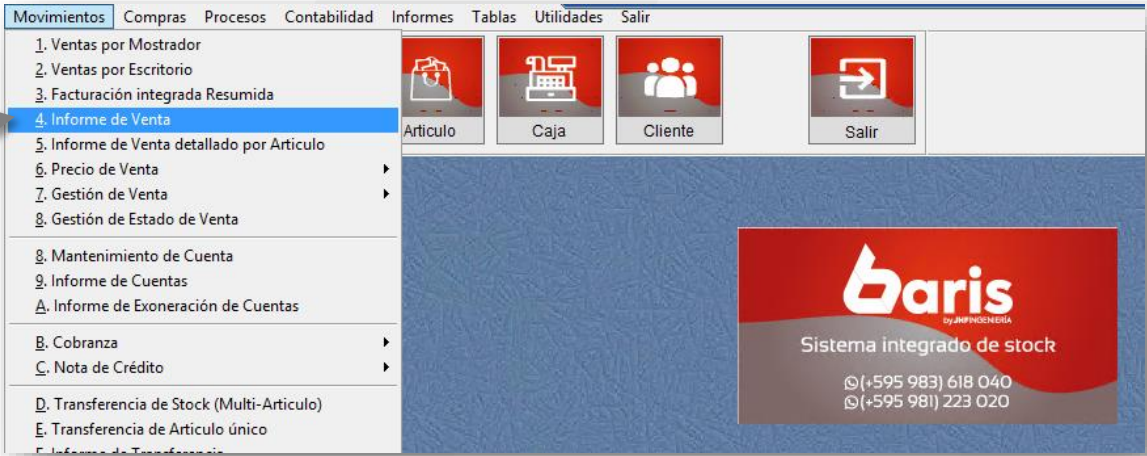 Movimientos Compras Procesos Contabilidad Informes Tablas Utilidades Salir
1. Ventas por Mostrador
2. Ventas por Escritorio
3. Facturación integrada Resumida
4. Informe de Venta
5. Informe de Venta detallado por Articulo
6. Precio de Venta
7. Gestión de Venta
8. Gestión de Estado de Venta
8. Mantenimiento de Cuenta
9. Informe de Cuentas
A. Informe de Exoneración de Cuentas
B. Cobranza
C. Nota de Crédito
D. Transferencia de Stock (Multi-Articulo)
E. Transferencia de Articulo único
F. Informe de Transferencia
Articulo Caja Cliente Salir
baris
by JHFINGENIERÍA
Sistema integrado de stock
(+595 983) 618 040
(+595 981) 223 020